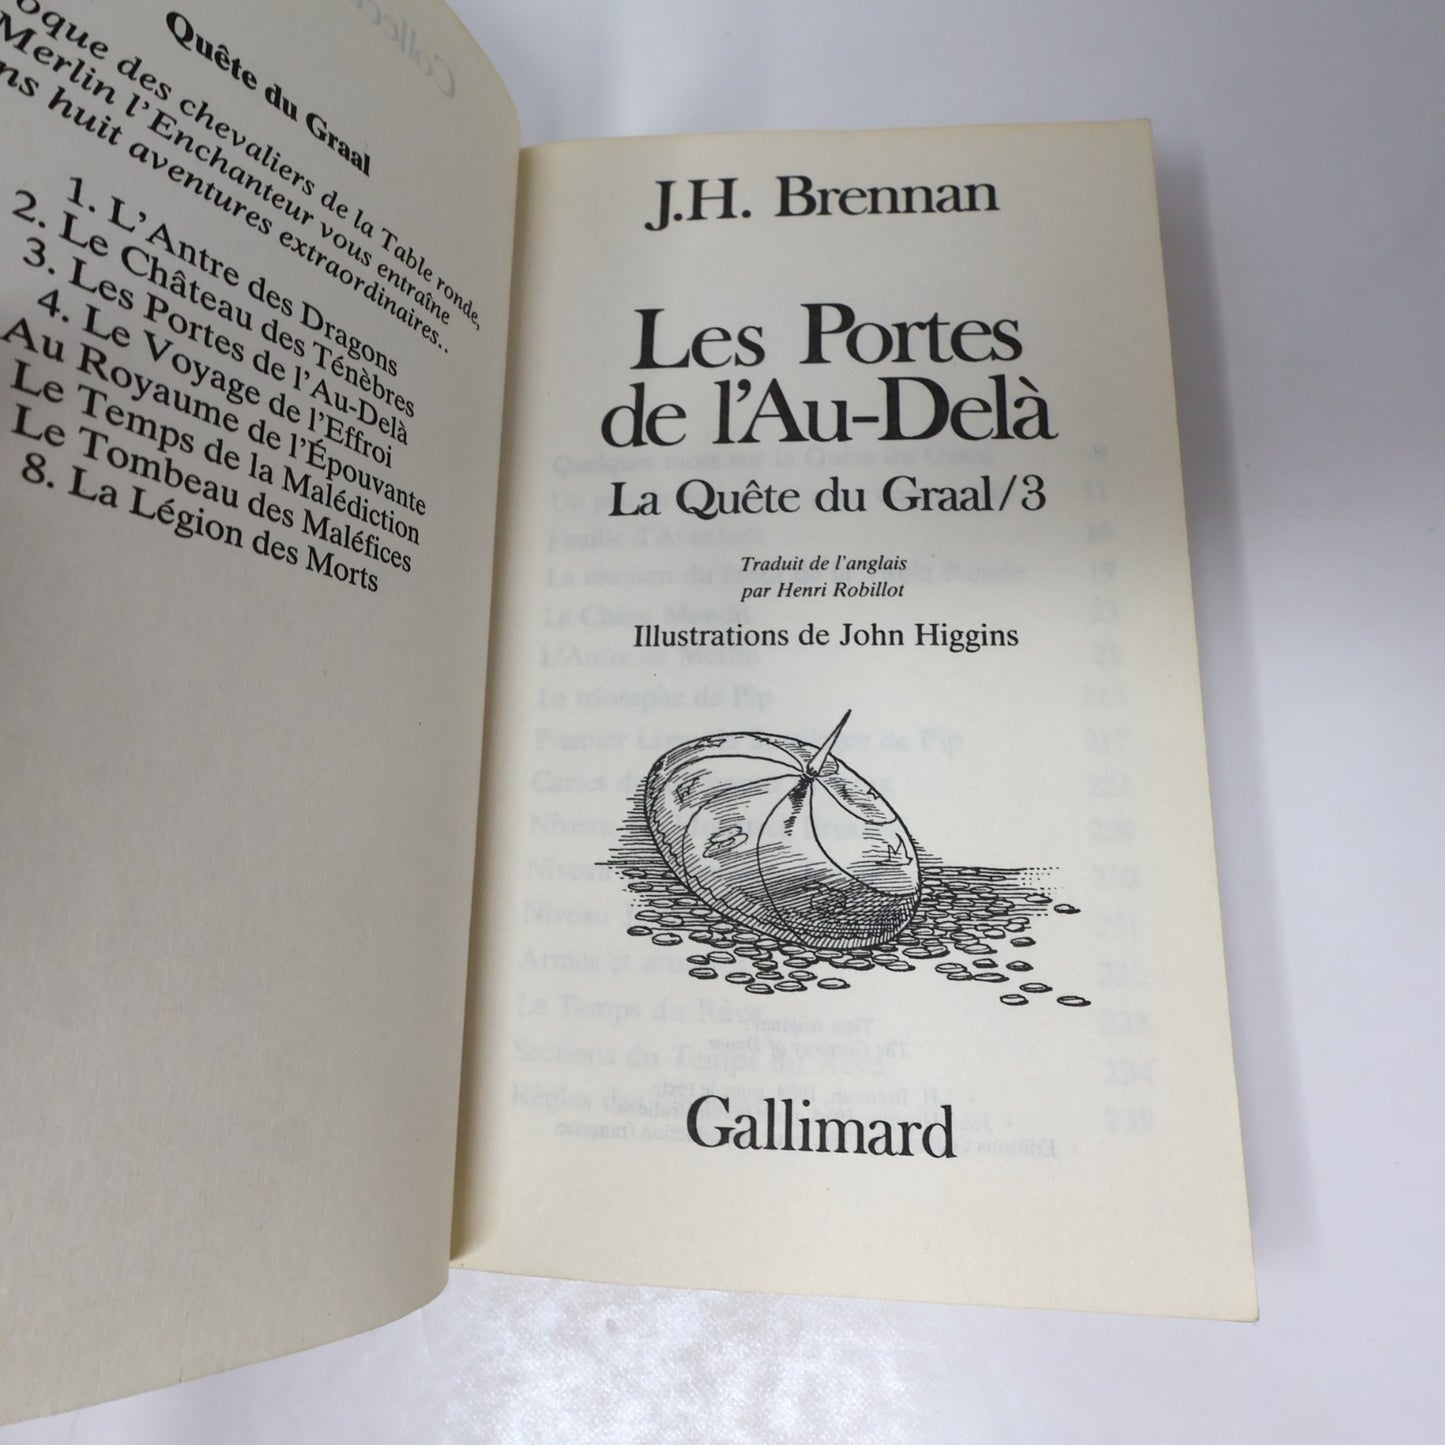 Quête du Graal
oque des chevaliers de la Table ronde,
Merlin l'Enchanteur vous entraîne
ns huit aventures extraordinaires..
1. L'Antre des Dragons
2. Le Château des Ténèbres
3. Les Portes de l'Au-Delà
4. Le Voyage de l'Effroi
Au Royaume de l'Épouvante
Le Temps de la Malédiction
Le Tombeau des Maléfices
8. La Légion des Morts
J.H. Brennan
Les Portes
de l'Au-Delà
La Quête du Graal/3
Traduit de l'anglais
par Henri Robillot
Illustrations de John Higgins
Gallimard